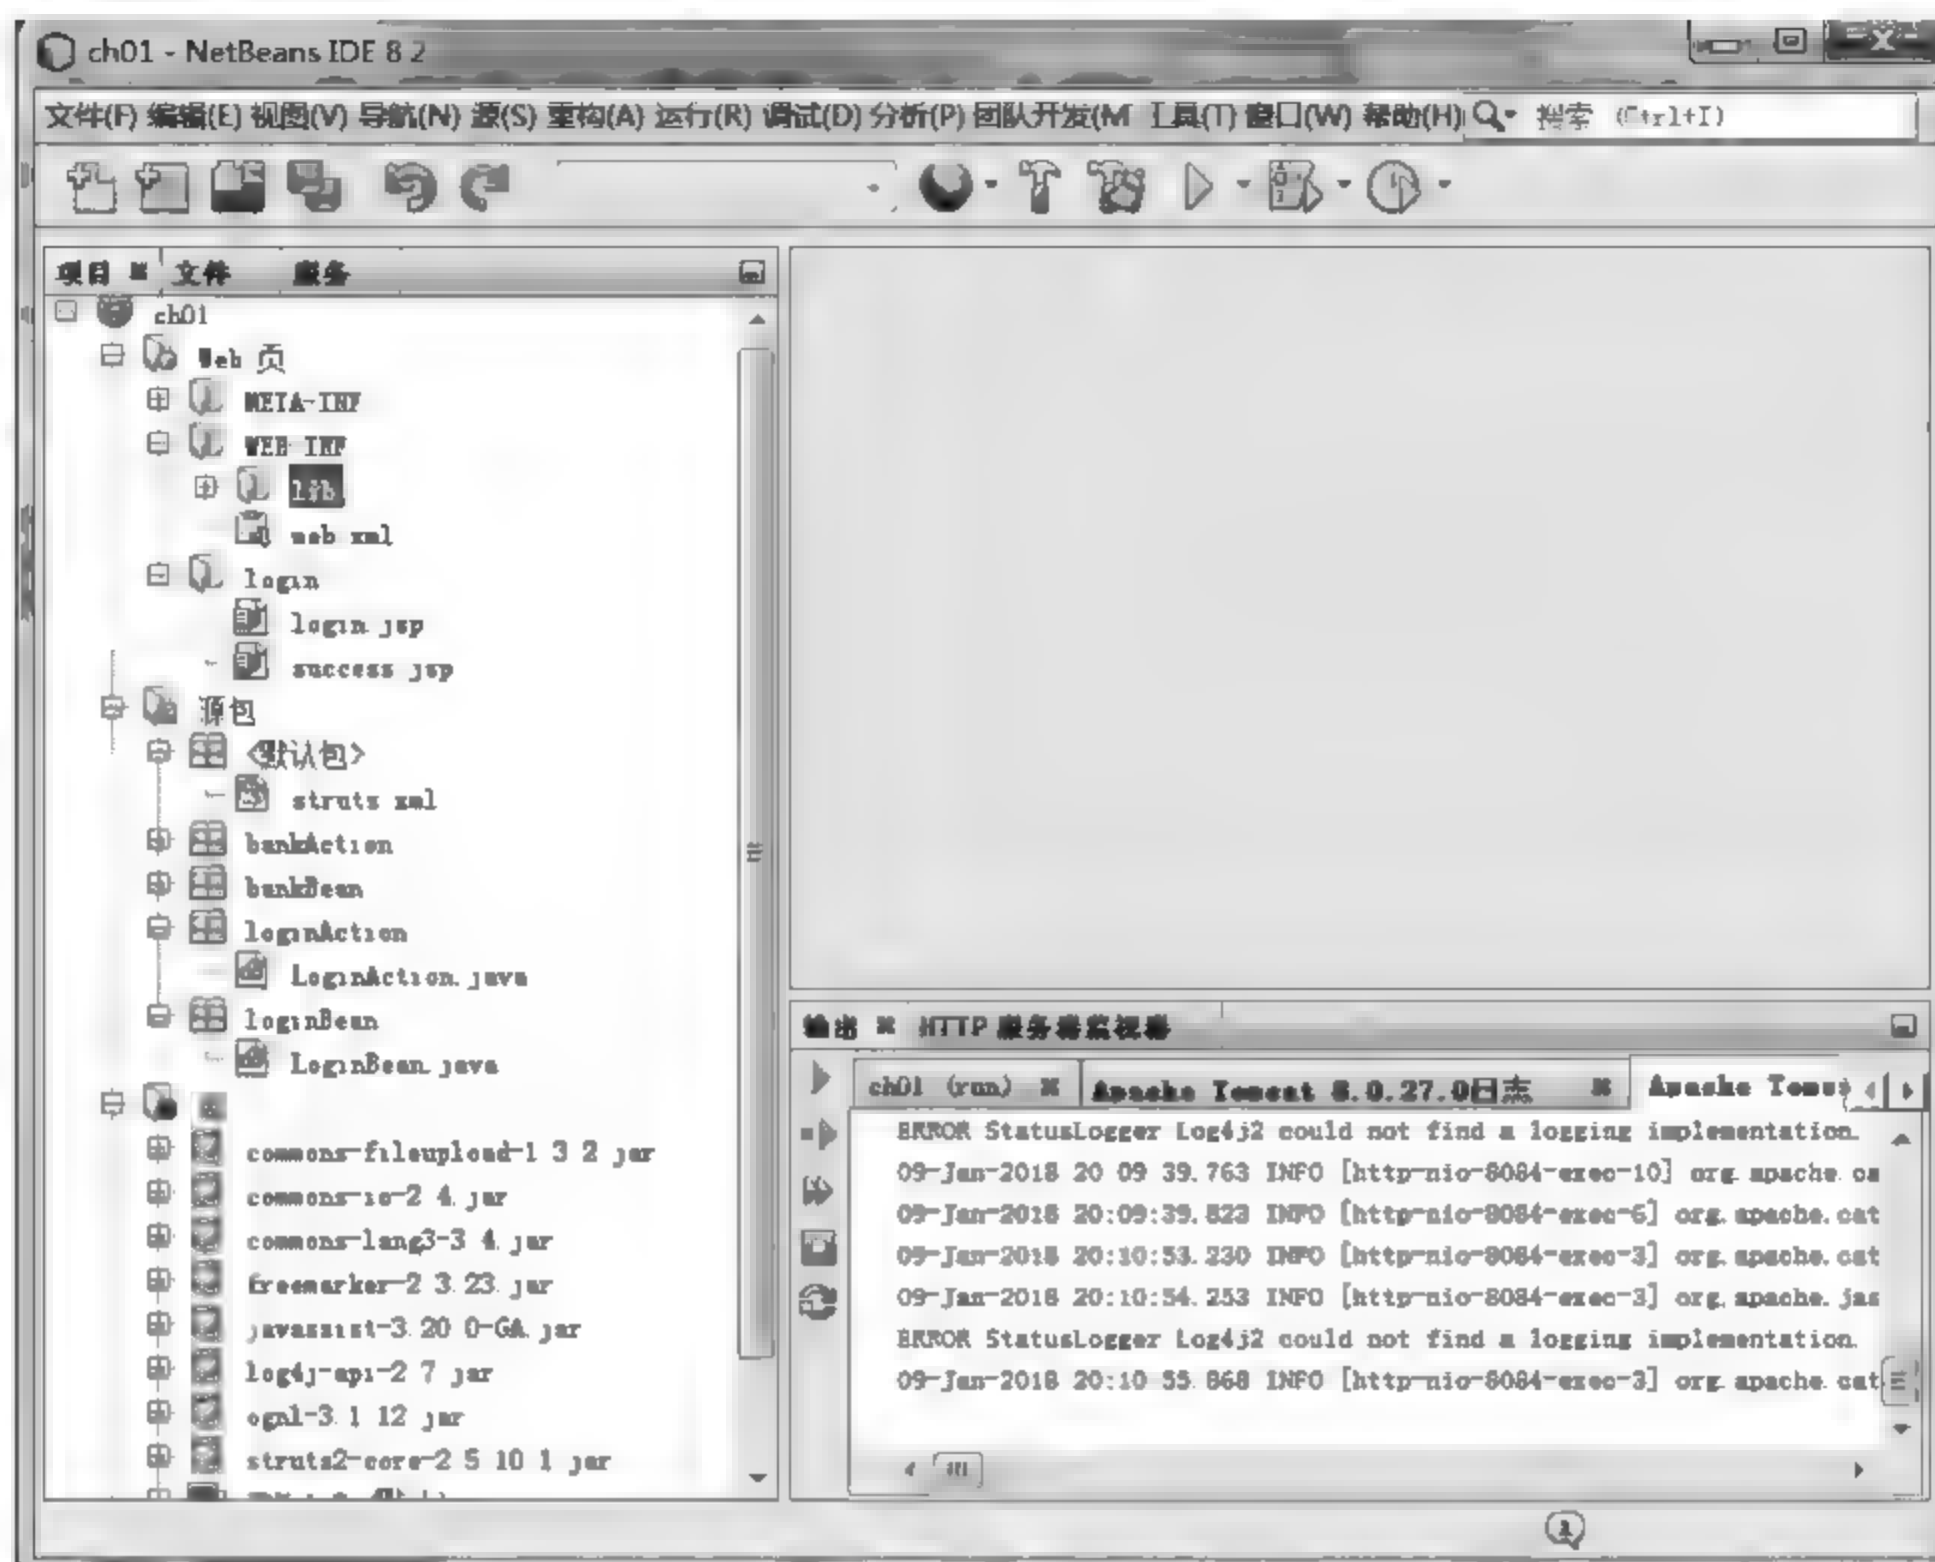 ch01 - NetBeans IDE 8.2
文件(F) 编辑(E) 视图(V) 导航(N) 源(S) 重构(A) 运行(R) 调试(D) 分析(P) 团队开发(M 工具(T) 窗口(W) 帮助(H) 搜索 (Ctrl+I)
项目 文件 服务
ch01
Web 页
META-INF
WEB-INF
lib
web.xml
login
login.jsp
success.jsp
源包
<默认包>
struts.xml
bankAction
bankBean
loginAction
LoginAction.java
loginBean
LoginBean.java
commons-fileupload-1.3.2.jar
commons-io-2.4.jar
commons-lang3-3.4.jar
freemarker-2.3.23.jar
javassist-3.20.0-GA.jar
log4j-api-2.7.jar
ognl-3.1.12.jar
struts2-core-2.5.10.1.jar
输出 HTTP 服务器监视器
ch01 (run) Apache Tomcat 8.0.27.0日志 Apache Tomc
ERROR StatusLogger Log4j2 could not find a logging implementation.
09-Jan-2018 20:09:39.763 INFO [http-nio-8084-exec-10] org.apache.ca
09-Jan-2018 20:09:39.823 INFO [http-nio-8084-exec-6] org.apache.cat
09-Jan-2018 20:10:53.230 INFO [http-nio-8084-exec-3] org.apache.cat
09-Jan-2018 20:10:54.253 INFO [http-nio-8084-exec-3] org.apache.jas
ERROR StatusLogger Log4j2 could not find a logging implementation.
09-Jan-2018 20:10:55.868 INFO [http-nio-8084-exec-3] org.apache.cat